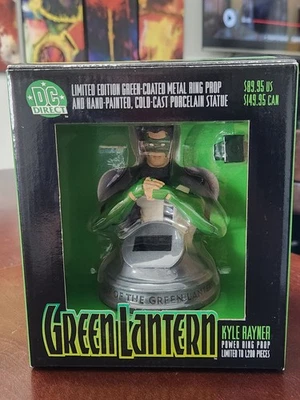 DC
DIRECT
LIMITED EDITION GREEN-COATED METAL RING PROP
AND HAND-PAINTED, COLD-CAST PORCELAIN STATUE
$89.95 US
$149.95 CAN
OF THE GREEN LAN
GREEN LANTERN
KYLE RAYNER
POWER RING PROP
LIMITED TO 1,200 PIECES